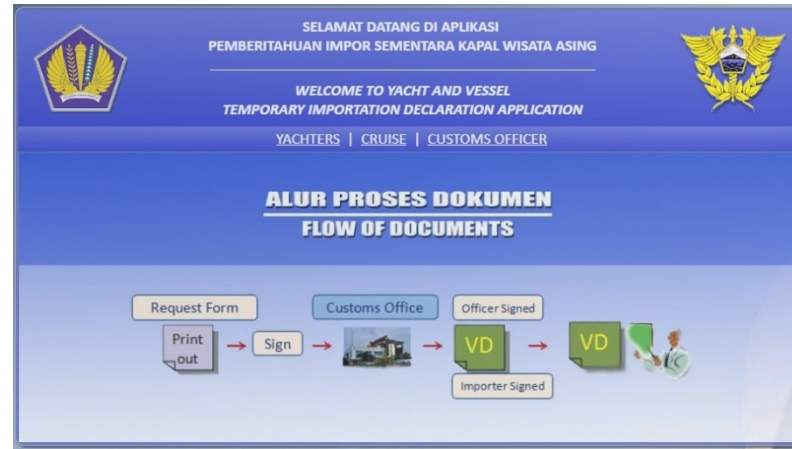 SELAMAT DATANG DI APLIKASI
PEMBERITAHUAN IMPOR SEMENTARA KAPAL WISATA ASING
WELCOME TO YACHT AND VESSEL
TEMPORARY IMPORTATION DECLARATION APPLICATION
YACHTERS | CRUISE | CUSTOMS OFFICER
ALUR PROSES DOKUMEN
FLOW OF DOCUMENTS
Request Form
Customs Office
Officer Signed
Print out
Sign
VD
VD
Importer Signed